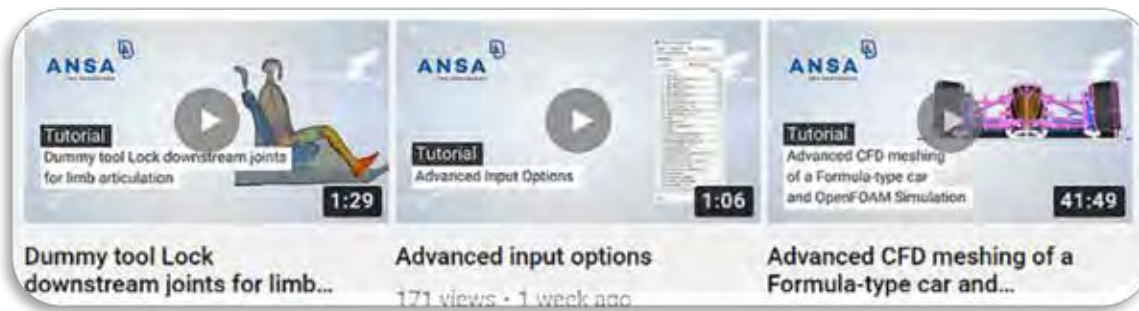 ANSA
Tutorial
Dummy tool Lock downstream joints
for limb articulation
1:29
Dummy tool Lock
downstream joints for limb...
ANSA
Tutorial
Advanced Input Options
1:06
Advanced input options
171 views • 1 week ago
ANSA
Tutorial
Advanced CFD meshing
of a Formula-type car
and OpenFOAM Simulation
41:49
Advanced CFD meshing of a
Formula-type car and...